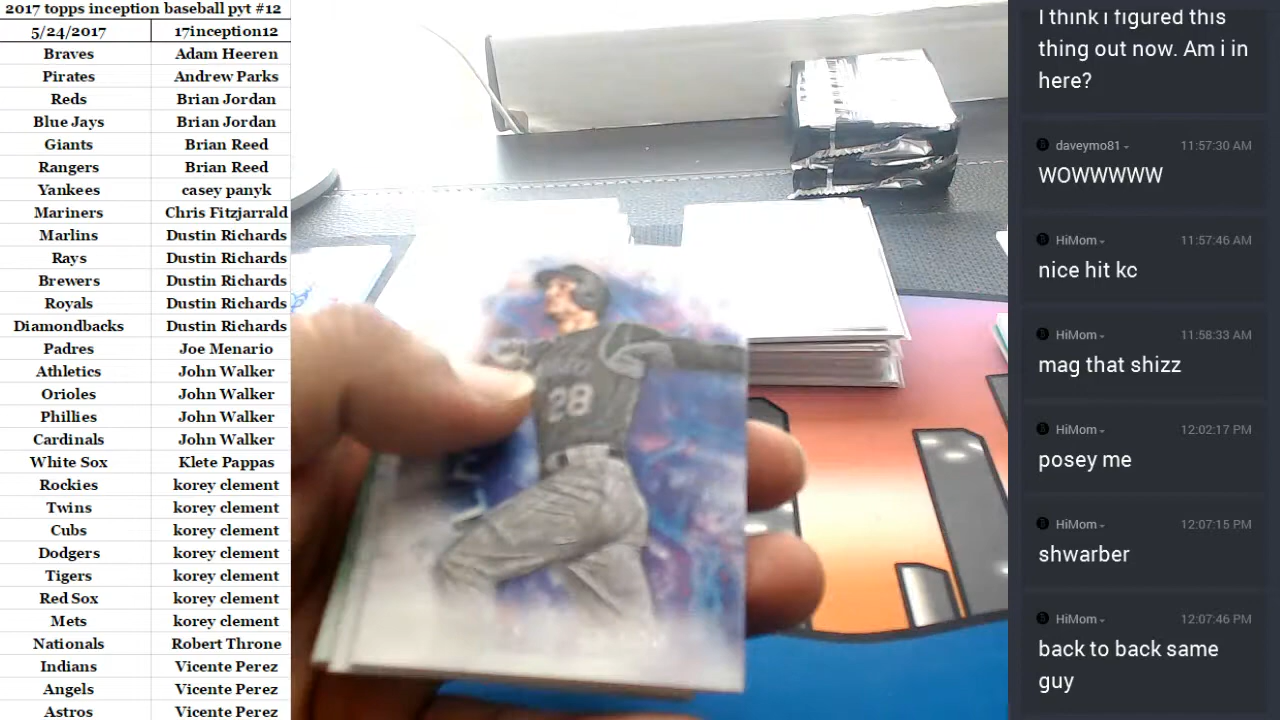 2017 topps inception baseball pyt #12
5/24/2017 17inception12
Braves Adam Heeren
Pirates Andrew Parks
Reds Brian Jordan
Blue Jays Brian Jordan
Giants Brian Reed
Rangers Brian Reed
Yankees casey panyk
Mariners Chris Fitzjarrald
Marlins Dustin Richards
Rays Dustin Richards
Brewers Dustin Richards
Royals Dustin Richards
Diamondbacks Dustin Richards
Padres Joe Menario
Athletics John Walker
Orioles John Walker
Phillies John Walker
Cardinals John Walker
White Sox Klete Pappas
Rockies korey clement
Twins korey clement
Cubs korey clement
Dodgers korey clement
Tigers korey clement
Red Sox korey clement
Mets korey clement
Nationals Robert Throne
Indians Vicente Perez
Angels Vicente Perez
Astros Vicente Perez
28
I think i figured this
thing out now. Am i in
here?
daveymo81 11:57:30 AM
WOWWWWW
HiMom 11:57:46 AM
nice hit kc
HiMom 11:58:33 AM
mag that shizz
HiMom 12:02:17 PM
posey me
HiMom 12:07:15 PM
shwarber
HiMom 12:07:46 PM
back to back same
guy